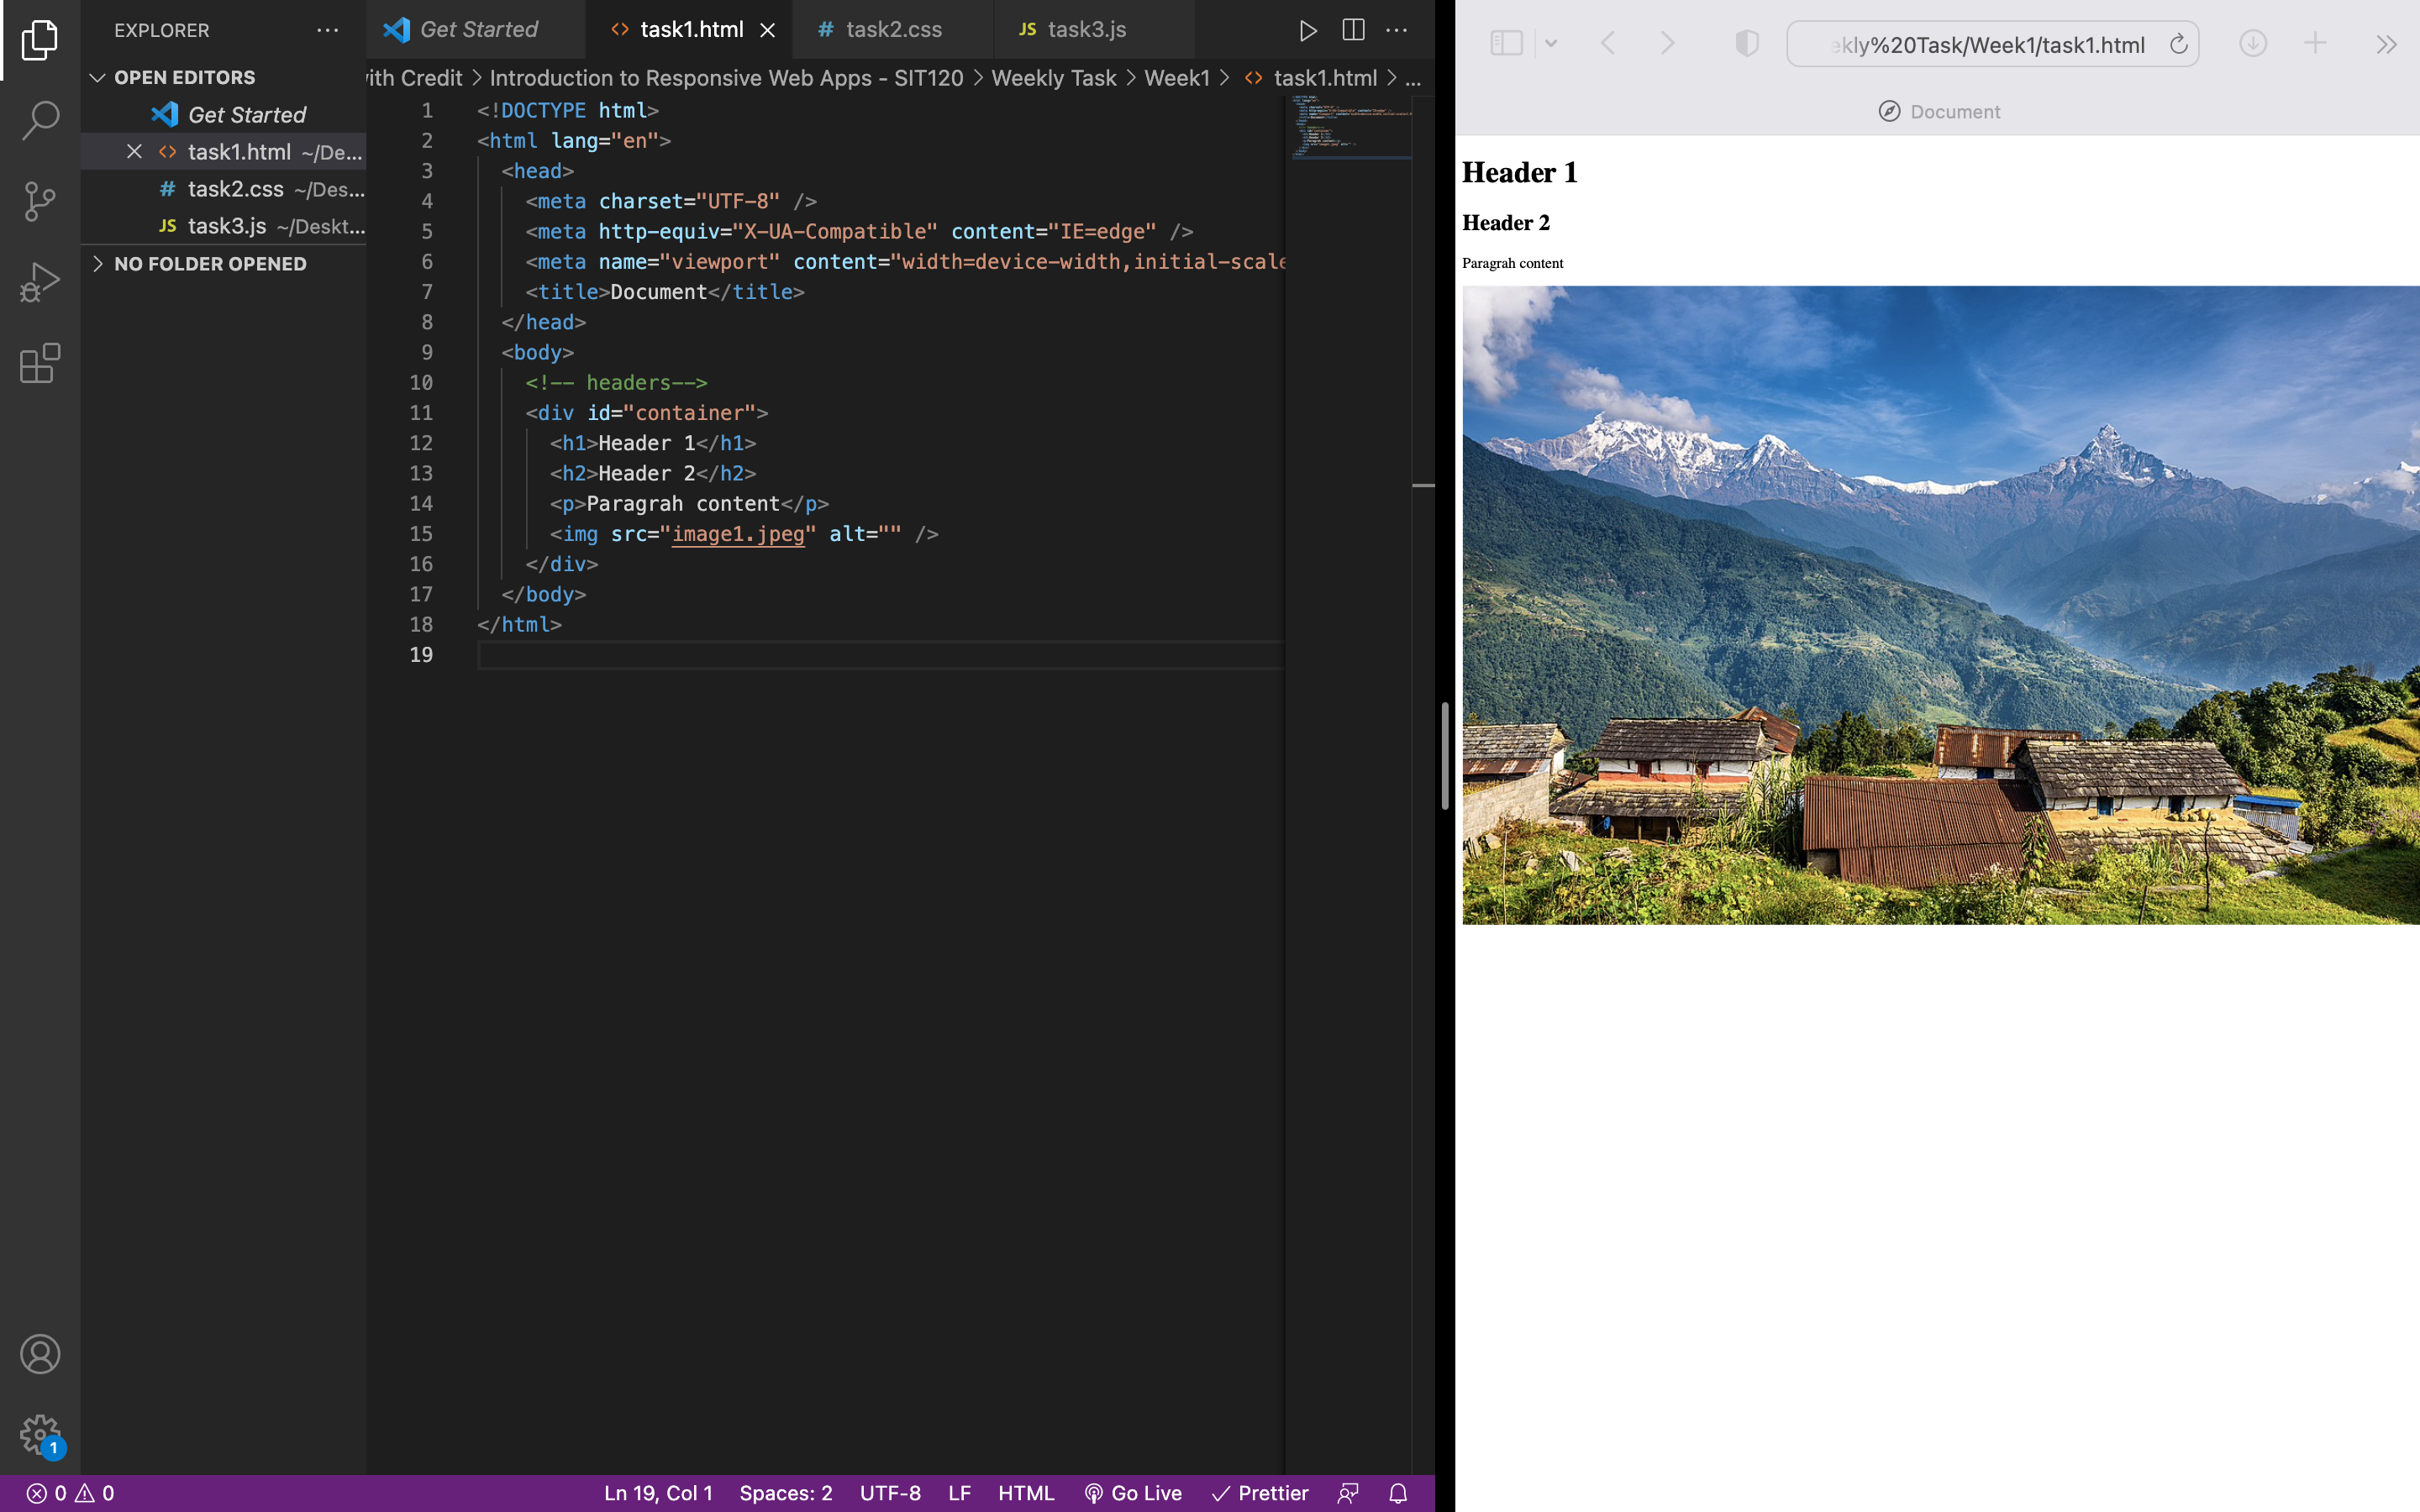 EXPLORER
OPEN EDITORS
Get Started
task1.html ~/De...
task2.css ~/Des...
JS task3.js ~/Deskt...
NO FOLDER OPENED
1
Get Started
task1.html
# task2.css
JS task3.js
ith Credit > Introduction to Responsive Web Apps - SIT120 > Weekly Task > Week1 > task1.html > ...
1 <!DOCTYPE html>
2 <html lang="en">
3 <head>
4 <meta charset="UTF-8" />
5 <meta http-equiv="X-UA-Compatible" content="IE=edge" />
6 <meta name="viewport" content="width=device-width,initial-scale
7 <title>Document</title>
8 </head>
9 <body>
10 <!-- headers-->
11 <div id="container">
12 <h1>Header 1</h1>
13 <h2>Header 2</h2>
14 <p>Paragrah content</p>
15 <img src="image1.jpeg" alt="" />
16 </div>
17 </body>
18 </html>
19
0 0
Ln 19, Col 1 Spaces: 2 UTF-8 LF HTML Go Live Prettier
ekly%20Task/Week1/task1.html
Document
Header 1
Header 2
Paragrah content